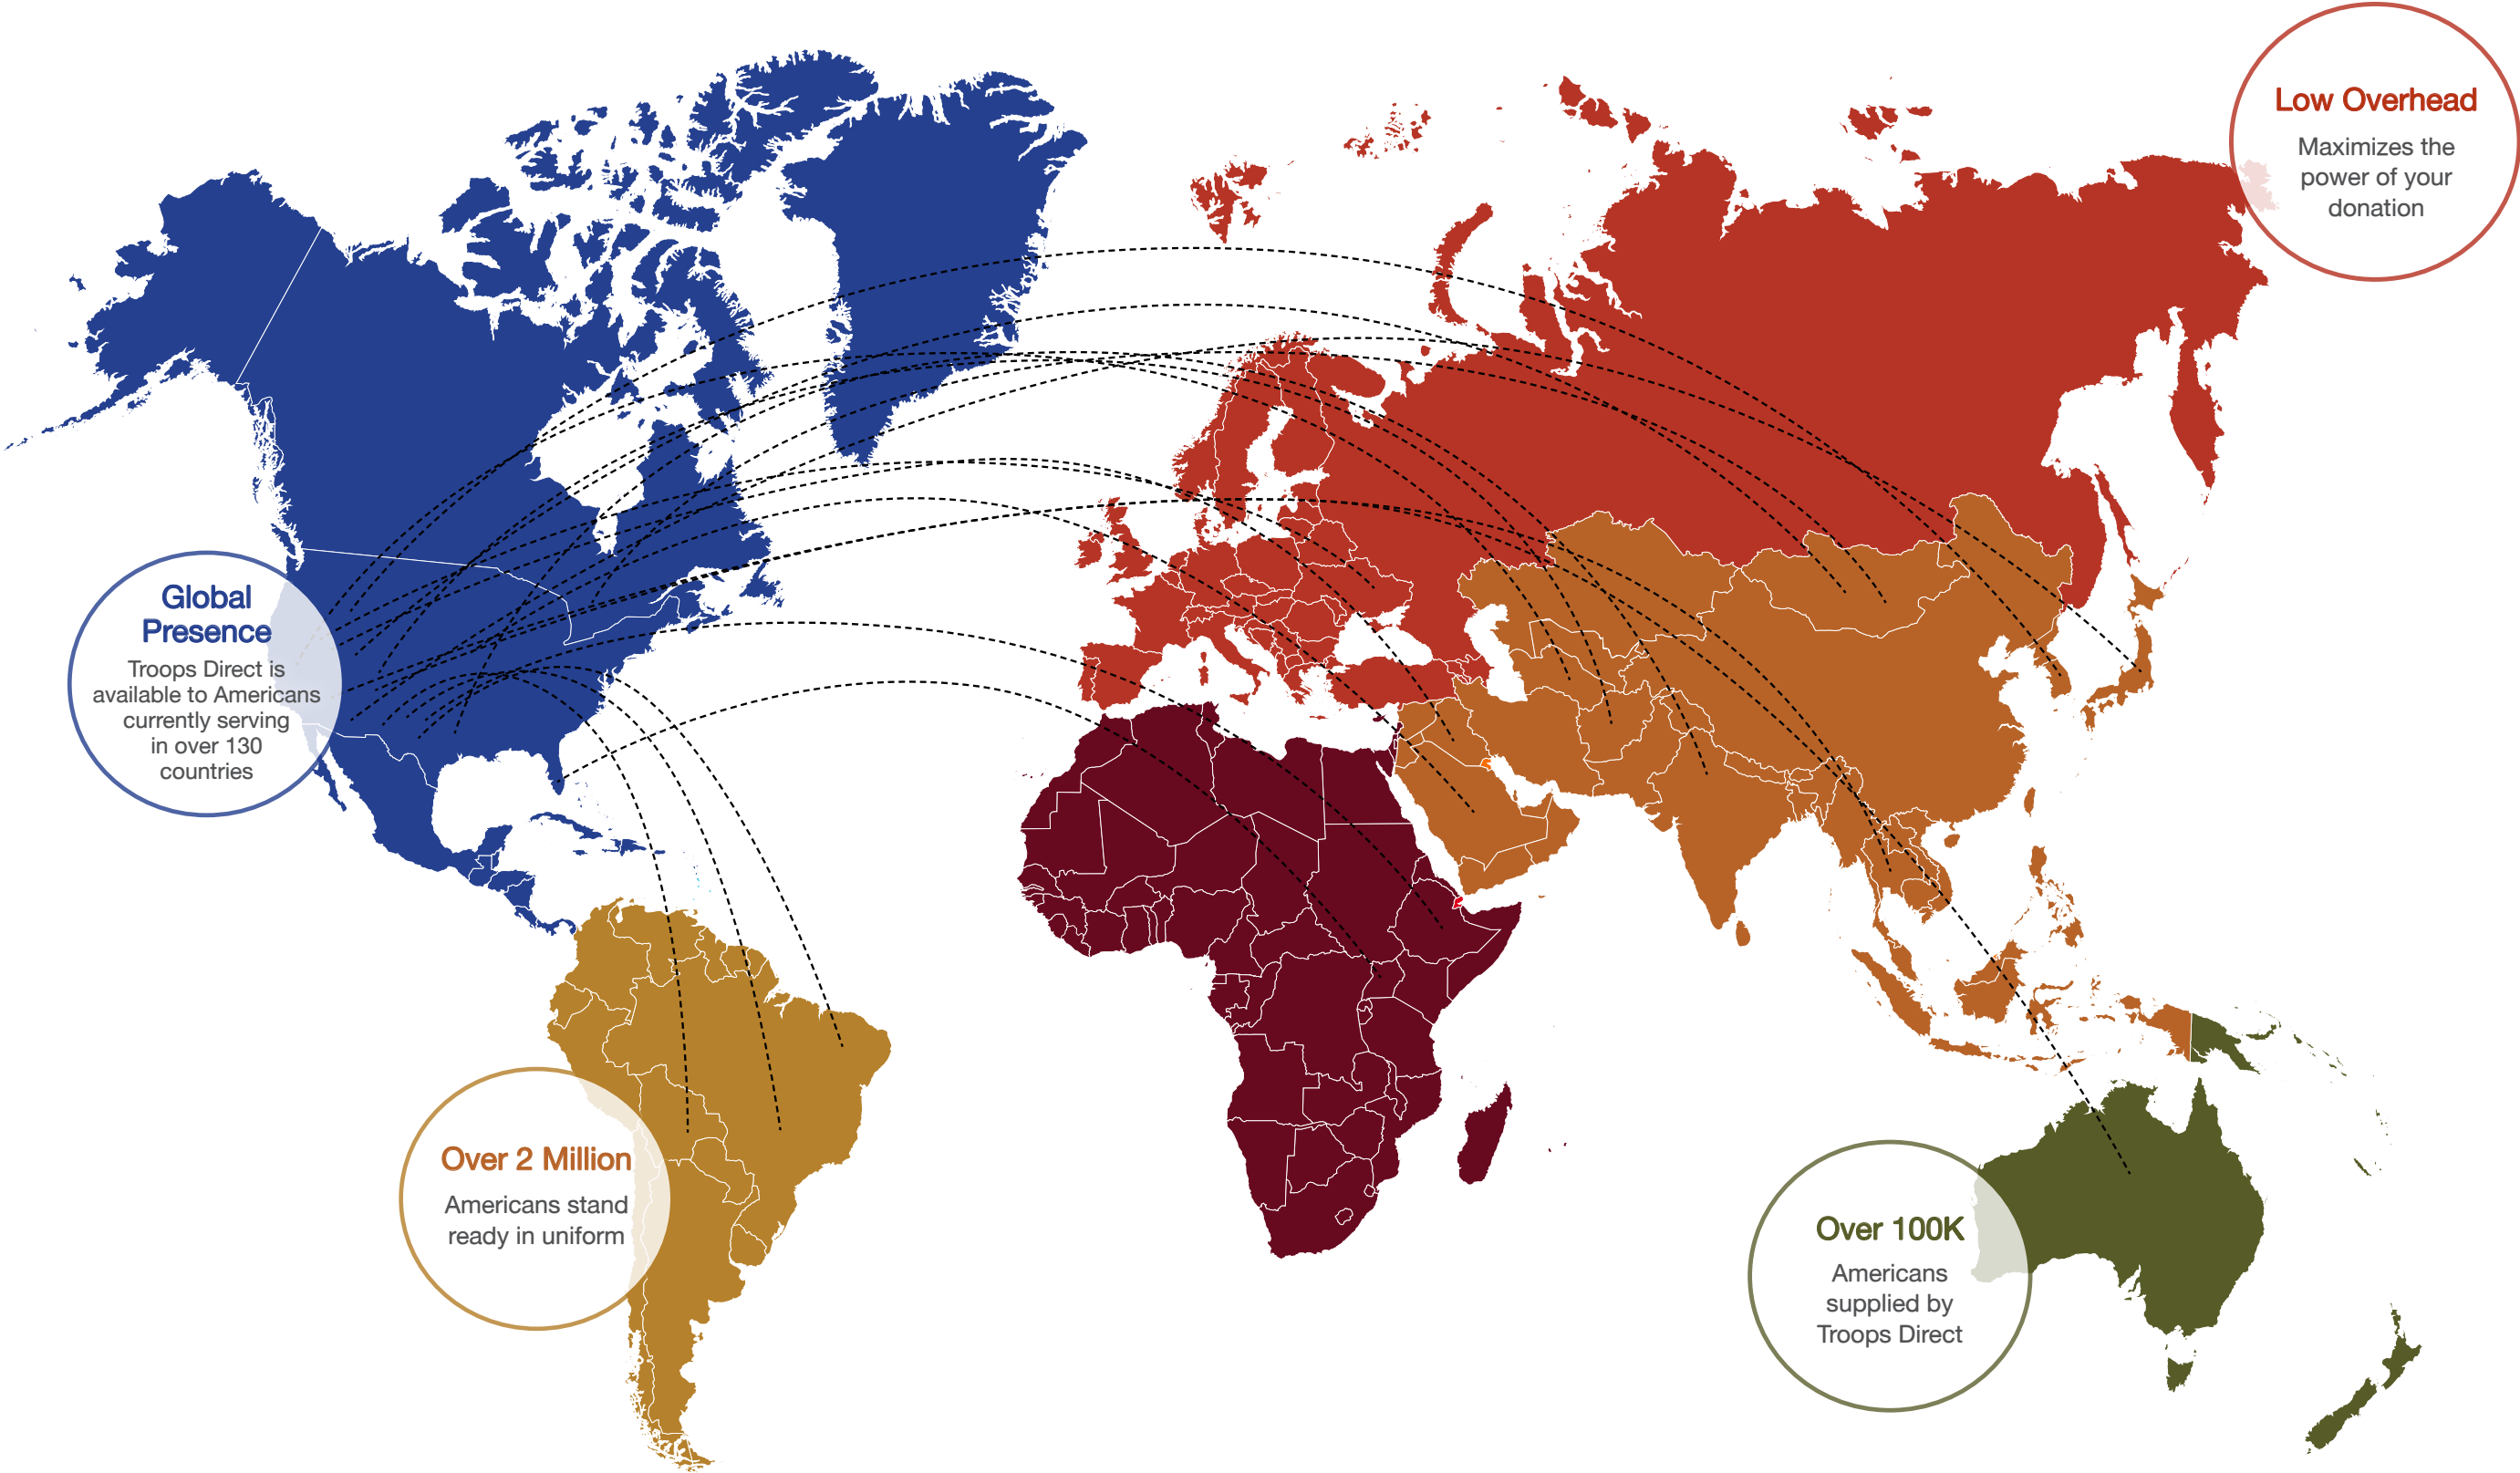 Low Overhead
Maximizes the
power of your
donation
Global
Presence
Troops Direct is
available to Americans
currently serving
in over 130
countries
Over 2 Million
Americans stand
ready in uniform
Over 100K
Americans
supplied by
Troops Direct